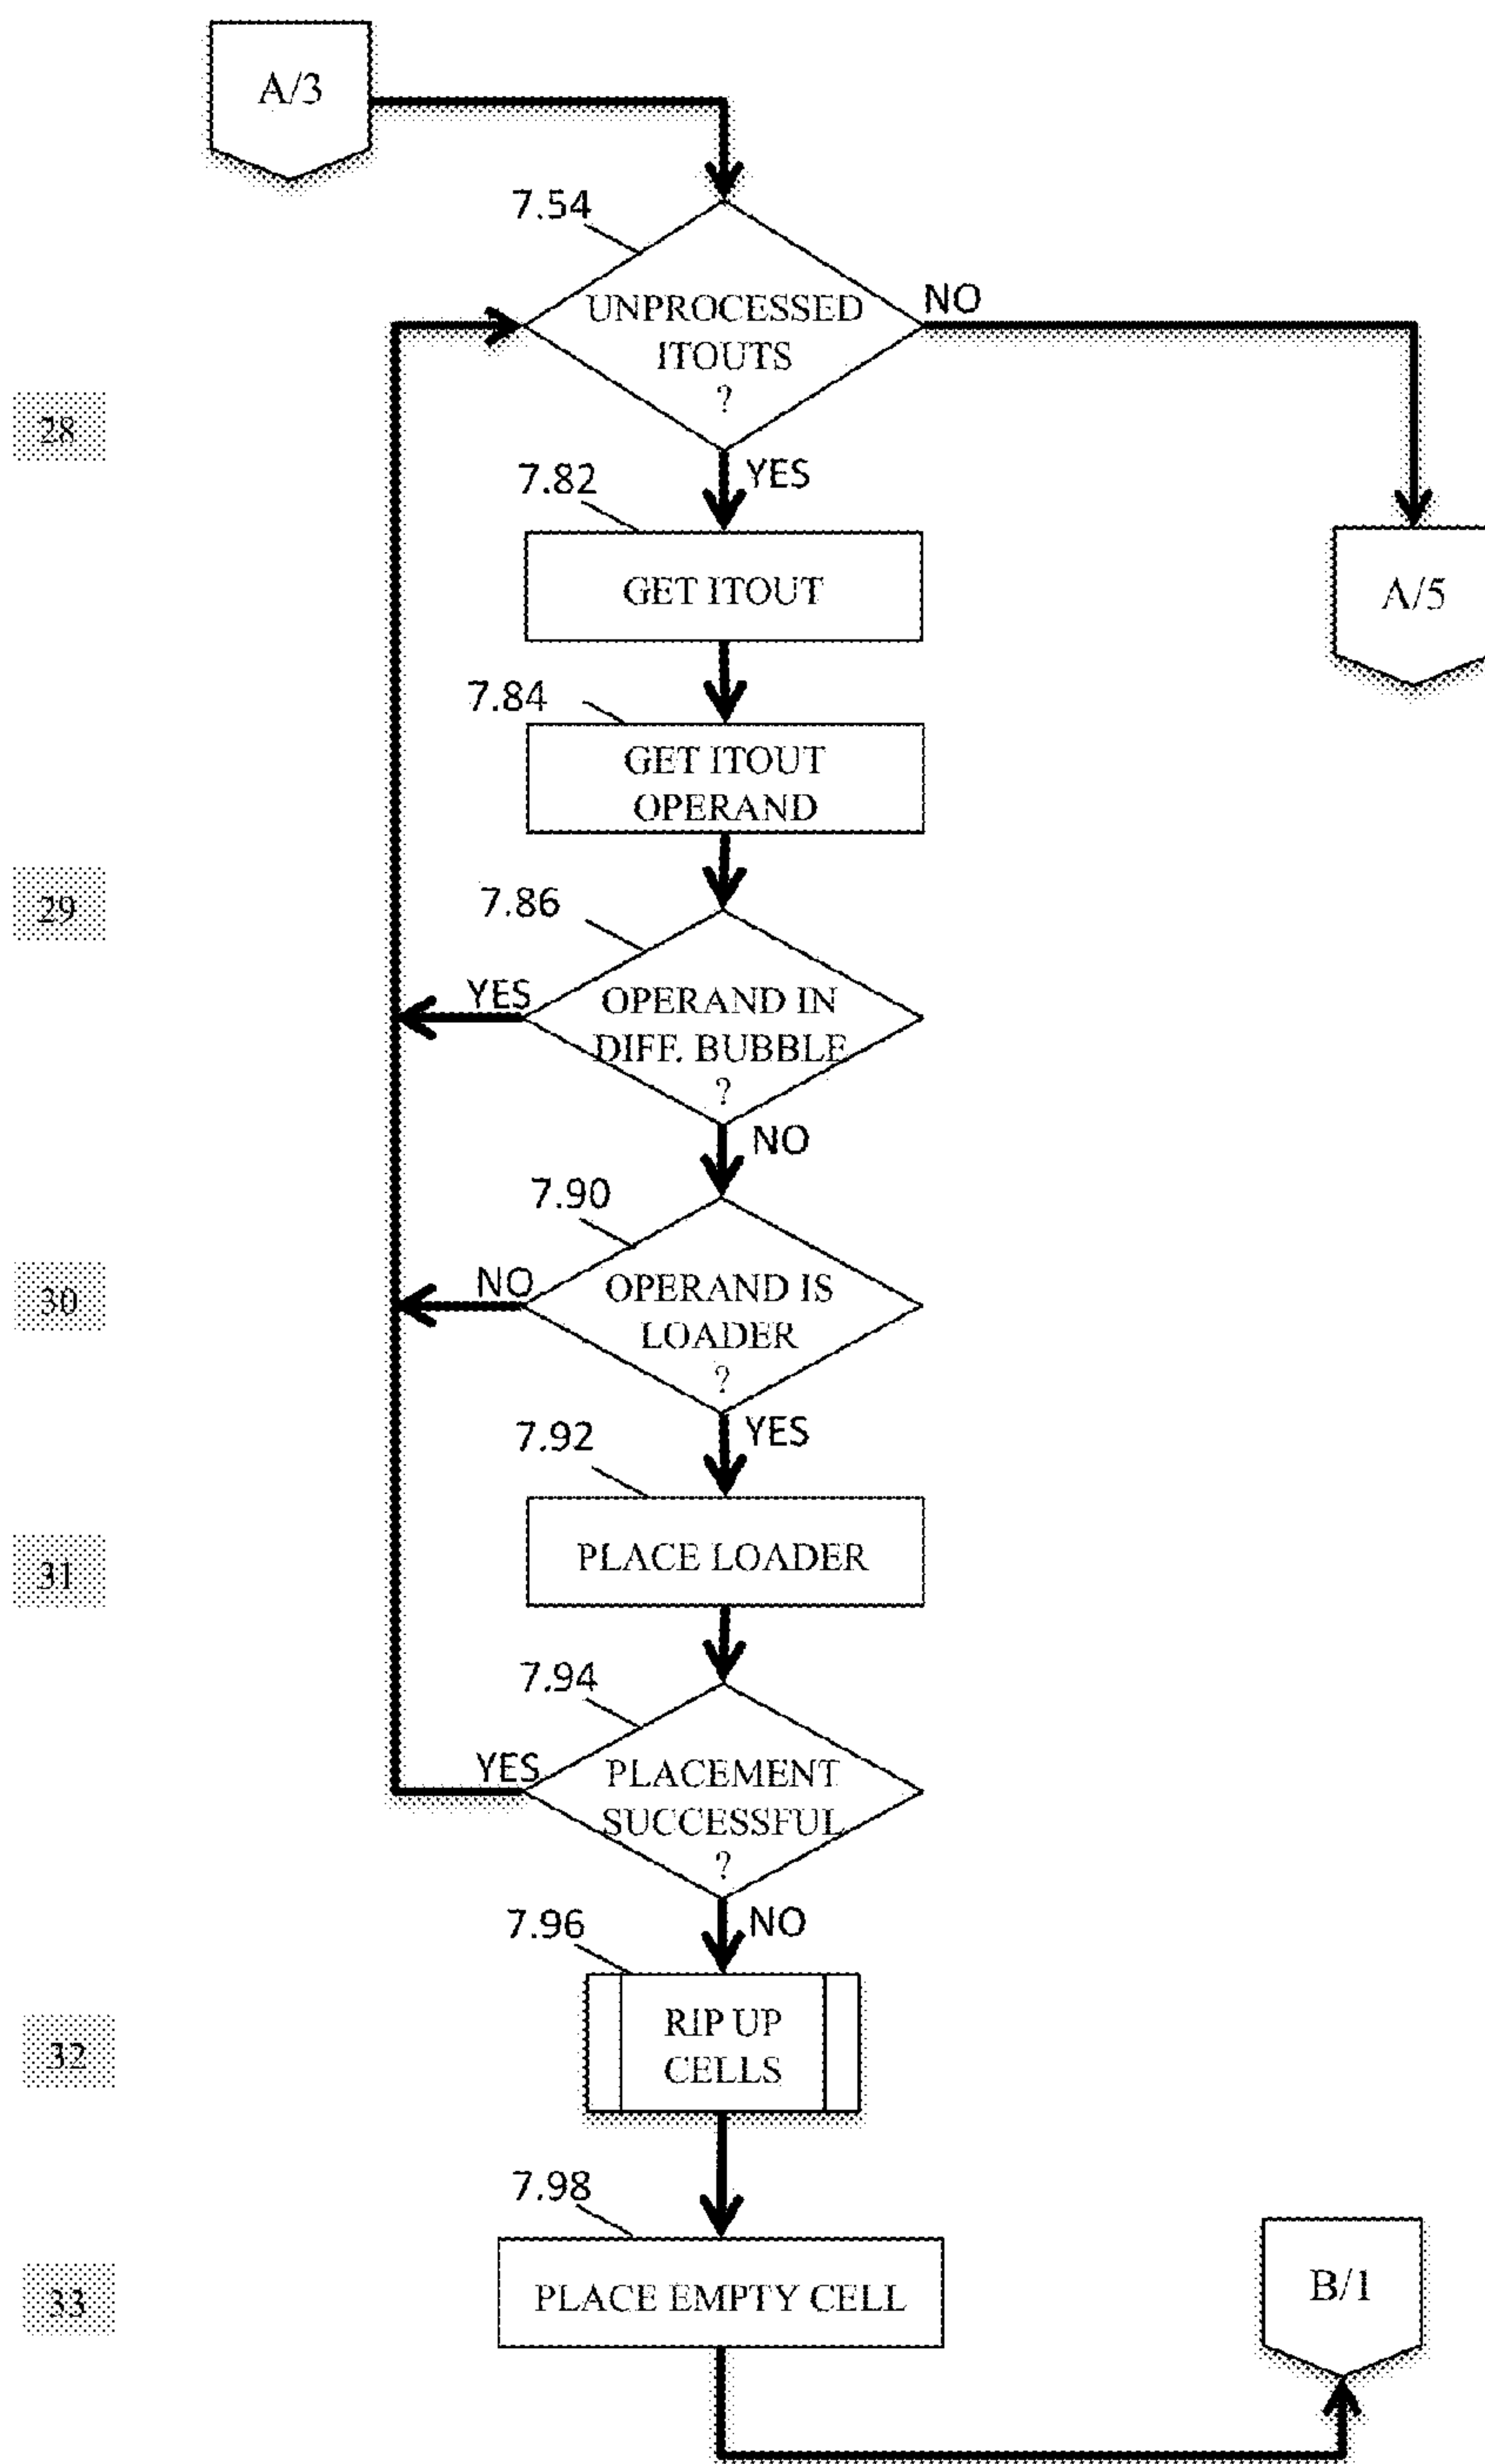 A/3
7.54
UNPROCESSED
ITOUTS
?
NO
28
YES
7.82
GET ITOUT
A/5
7.84
GET ITOUT
OPERAND
29
7.86
YES
OPERAND IN
DIFF. BUBBLE
?
NO
7.90
30
NO
OPERAND IS
LOADER
?
YES
7.92
31
PLACE LOADER
7.94
YES
PLACEMENT
SUCCESSFUL
?
NO
7.96
32
RIP UP
CELLS
7.98
33
PLACE EMPTY CELL
B/1